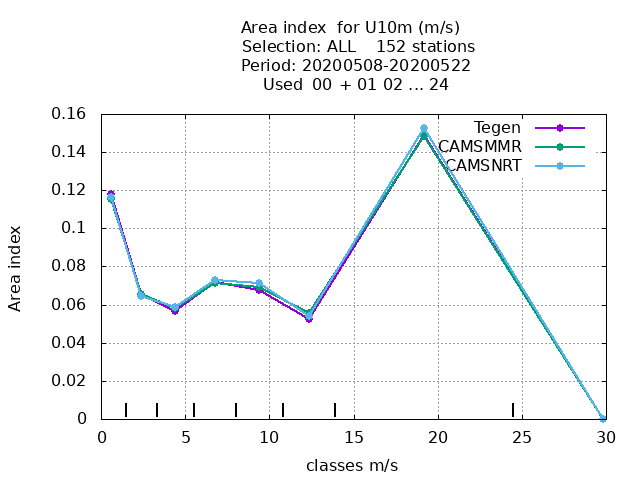 Area index  for U10m (m/s)
Selection: ALL    152 stations
Period: 20200508-20200522
Used  00 + 01 02 ... 24
0.16
0.14
0.12
0.1
0.08
0.06
0.04
0.02
0
Area index
Tegen
CAMSMMR
CAMSNRT
0 5 10 15 20 25 30
classes m/s